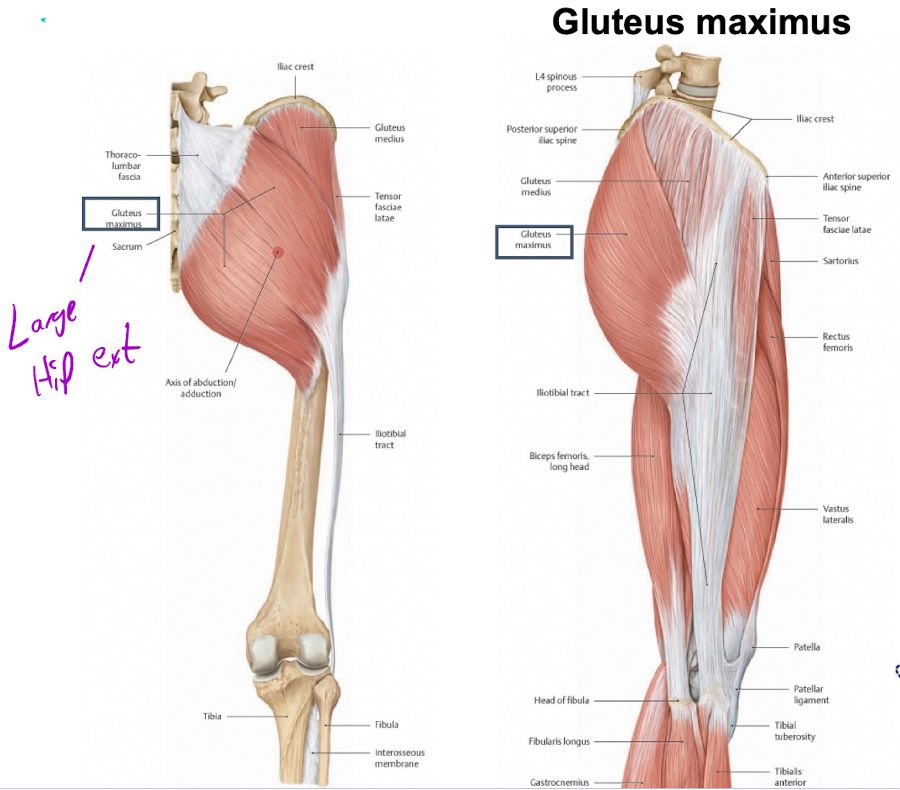 Gluteus maximus
Iliac crest
Gluteus
medius
Thoraco-
lumbar
fascia
Tensor
fasciae latae
Gluteus
maximus
Sacrum
Large
Hip ext
Axis of abduction/
adduction
Iliotibial
tract
Tibia
Fibula
Interosseous
membrane
L4 spinous
process
Iliac crest
Posterior superior
iliac spine
Gluteus
medius
Anterior superior
iliac spine
Gluteus
maximus
Tensor
fasciae latae
Sartorius
Rectus
femoris
Iliotibial tract
Biceps femoris,
long head
Vastus
lateralis
Patella
Head of fibula
Patellar
ligament
Tibial
tuberosity
Fibularis longus
Tibialis
anterior
Gastrocnemius